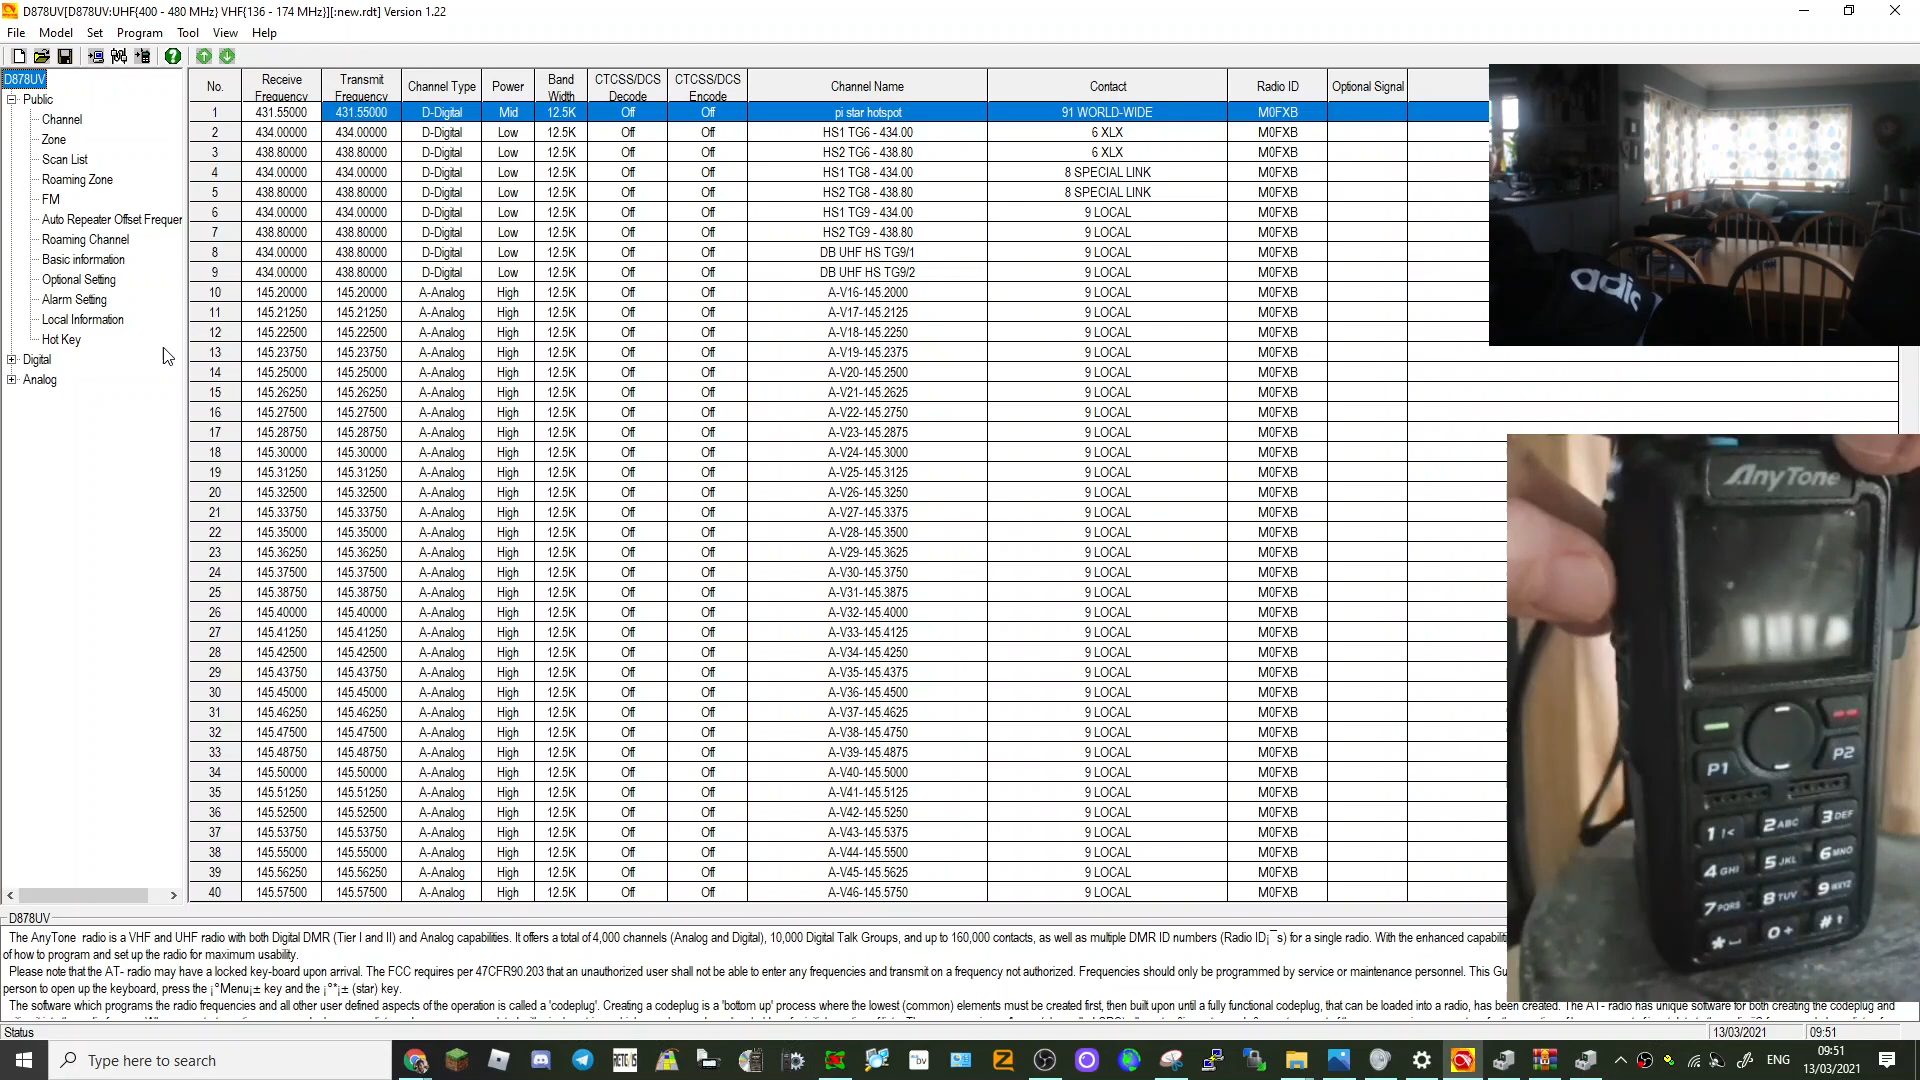 D878UV[D878UV:UHF{400 - 480 MHz} VHF{136 - 174 MHz}][:new.rdt] Version 1.22
File Model Set Program Tool View Help
D878UV
Public
Channel
Zone
Scan List
Roaming Zone
FM
Auto Repeater Offset Frequer
Roaming Channel
Basic information
Optional Setting
Alarm Setting
Local Information
Hot Key
Digital
Analog
No. Receive Frequency Transmit Frequency Channel Type Power Band Width CTCSS/DCS Decode CTCSS/DCS Encode Channel Name Contact Radio ID Optional Signal
1 431.55000 431.55000 D-Digital Mid 12.5K Off Off pi star hotspot 91 WORLD-WIDE M0FXB
2 434.00000 434.00000 D-Digital Low 12.5K Off Off HS1 TG6 - 434.00 6 XLX M0FXB
3 438.80000 438.80000 D-Digital Low 12.5K Off Off HS2 TG6 - 438.80 6 XLX M0FXB
4 434.00000 434.00000 D-Digital Low 12.5K Off Off HS1 TG8 - 434.00 8 SPECIAL LINK M0FXB
5 438.80000 438.80000 D-Digital Low 12.5K Off Off HS2 TG8 - 438.80 8 SPECIAL LINK M0FXB
6 434.00000 434.00000 D-Digital Low 12.5K Off Off HS1 TG9 - 434.00 9 LOCAL M0FXB
7 438.80000 438.80000 D-Digital Low 12.5K Off Off HS2 TG9 - 438.80 9 LOCAL M0FXB
8 434.00000 438.80000 D-Digital Low 12.5K Off Off DB UHF HS TG9/1 9 LOCAL M0FXB
9 434.00000 438.80000 D-Digital Low 12.5K Off Off DB UHF HS TG9/2 9 LOCAL M0FXB
10 145.20000 145.20000 A-Analog High 12.5K Off Off A-V16-145.2000 9 LOCAL M0FXB
11 145.21250 145.21250 A-Analog High 12.5K Off Off A-V17-145.2125 9 LOCAL M0FXB
12 145.22500 145.22500 A-Analog High 12.5K Off Off A-V18-145.2250 9 LOCAL M0FXB
13 145.23750 145.23750 A-Analog High 12.5K Off Off A-V19-145.2375 9 LOCAL M0FXB
14 145.25000 145.25000 A-Analog High 12.5K Off Off A-V20-145.2500 9 LOCAL M0FXB
15 145.26250 145.26250 A-Analog High 12.5K Off Off A-V21-145.2625 9 LOCAL M0FXB
16 145.27500 145.27500 A-Analog High 12.5K Off Off A-V22-145.2750 9 LOCAL M0FXB
17 145.28750 145.28750 A-Analog High 12.5K Off Off A-V23-145.2875 9 LOCAL M0FXB
18 145.30000 145.30000 A-Analog High 12.5K Off Off A-V24-145.3000 9 LOCAL M0FXB
19 145.31250 145.31250 A-Analog High 12.5K Off Off A-V25-145.3125 9 LOCAL M0FXB
20 145.32500 145.32500 A-Analog High 12.5K Off Off A-V26-145.3250 9 LOCAL M0FXB
21 145.33750 145.33750 A-Analog High 12.5K Off Off A-V27-145.3375 9 LOCAL M0FXB
22 145.35000 145.35000 A-Analog High 12.5K Off Off A-V28-145.3500 9 LOCAL M0FXB
23 145.36250 145.36250 A-Analog High 12.5K Off Off A-V29-145.3625 9 LOCAL M0FXB
24 145.37500 145.37500 A-Analog High 12.5K Off Off A-V30-145.3750 9 LOCAL M0FXB
25 145.38750 145.38750 A-Analog High 12.5K Off Off A-V31-145.3875 9 LOCAL M0FXB
26 145.40000 145.40000 A-Analog High 12.5K Off Off A-V32-145.4000 9 LOCAL M0FXB
27 145.41250 145.41250 A-Analog High 12.5K Off Off A-V33-145.4125 9 LOCAL M0FXB
28 145.42500 145.42500 A-Analog High 12.5K Off Off A-V34-145.4250 9 LOCAL M0FXB
29 145.43750 145.43750 A-Analog High 12.5K Off Off A-V35-145.4375 9 LOCAL M0FXB
30 145.45000 145.45000 A-Analog High 12.5K Off Off A-V36-145.4500 9 LOCAL M0FXB
31 145.46250 145.46250 A-Analog High 12.5K Off Off A-V37-145.4625 9 LOCAL M0FXB
32 145.47500 145.47500 A-Analog High 12.5K Off Off A-V38-145.4750 9 LOCAL M0FXB
33 145.48750 145.48750 A-Analog High 12.5K Off Off A-V39-145.4875 9 LOCAL M0FXB
34 145.50000 145.50000 A-Analog High 12.5K Off Off A-V40-145.5000 9 LOCAL M0FXB
35 145.51250 145.51250 A-Analog High 12.5K Off Off A-V41-145.5125 9 LOCAL M0FXB
36 145.52500 145.52500 A-Analog High 12.5K Off Off A-V42-145.5250 9 LOCAL M0FXB
37 145.53750 145.53750 A-Analog High 12.5K Off Off A-V43-145.5375 9 LOCAL M0FXB
38 145.55000 145.55000 A-Analog High 12.5K Off Off A-V44-145.5500 9 LOCAL M0FXB
39 145.56250 145.56250 A-Analog High 12.5K Off Off A-V45-145.5625 9 LOCAL M0FXB
40 145.57500 145.57500 A-Analog High 12.5K Off Off A-V46-145.5750 9 LOCAL M0FXB
adic
AnyTone
P1 P2
1 2ABC 3DEF
4GHI 5JKL 6MNO
7PQRS 8TUV 9WXYZ
* 0+ #
D878UV
The AnyTone radio is a VHF and UHF radio with both Digital DMR (Tier I and II) and Analog capabilities. It offers a total of 4,000 channels (Analog and Digital), 10,000 Digital Talk Groups, and up to 160,000 contacts, as well as multiple DMR ID numbers (Radio ID¡¯s) for a single radio. With the enhanced capabiliti
of how to program and set up the radio for maximum usability.
Please note that the AT- radio may have a locked key-board upon arrival. The FCC requires per 47CFR90.203 that an unauthorized user shall not be able to enter any frequencies and transmit on a frequency not authorized. Frequencies should only be programmed by service or maintenance personnel. This Gu
person to open up the keyboard, press the ¡°Menu¡± key and the ¡°*¡± (star) key.
The software which programs the radio frequencies and all other user defined aspects of the operation is called a 'codeplug'. Creating a codeplug is a 'bottom up' process where the lowest (common) elements must be created first, then built upon until a fully functional codeplug, that can be loaded into a radio, has been created. The AT- radio has unique software for both creating the codeplug and
Status 13/03/2021 09:51
Type here to search
ENG 09:51
13/03/2021